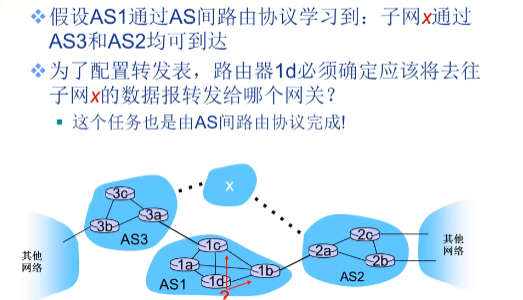 假设AS1通过AS间路由协议学习到：子网x通过
AS3和AS2均可到达
为了配置转发表，路由器1d必须确定应该将去往
子网x的数据报转发给哪个网关？
这个任务也是由AS间路由协议完成!
x
3c
3a
3b
AS3
其他
网络
1c
1a
1d
1b
AS1
?
2c
2a
2b
AS2
其他
网络